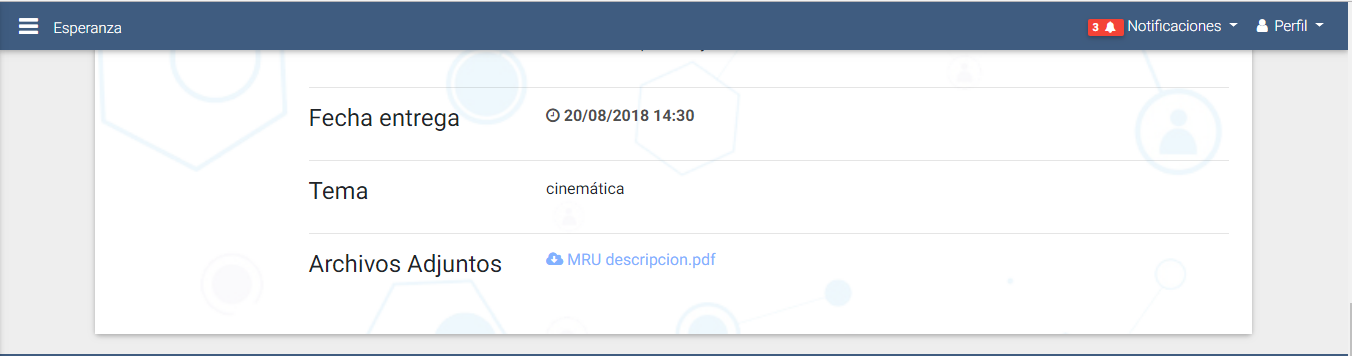 Esperanza
3 Notificaciones Perfil
Fecha entrega 20/08/2018 14:30
Tema cinemática
Archivos Adjuntos MRU descripcion.pdf